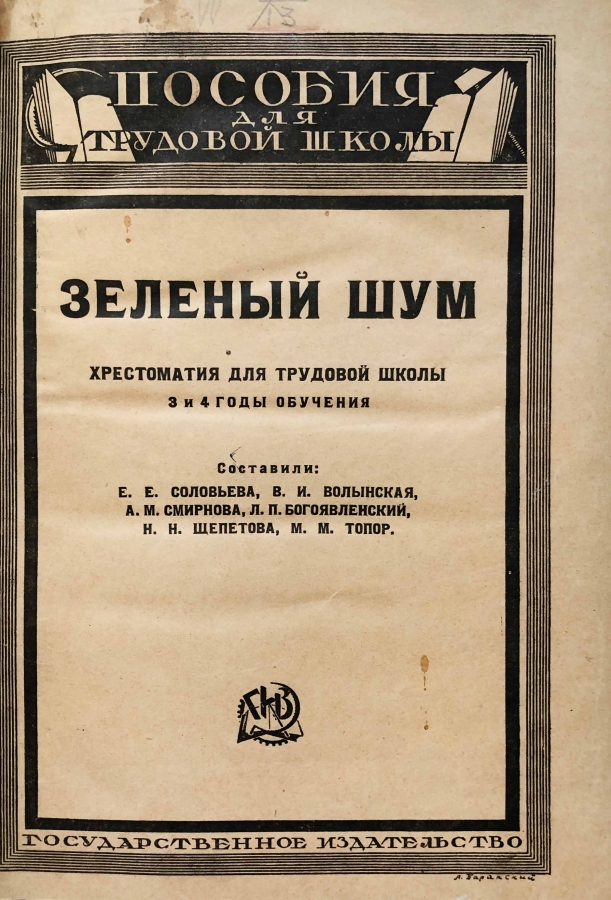 ПОСОБИЯ
ДЛЯ
ТРУДОВОЙ ШКОЛЫ
ЗЕЛЕНЫЙ ШУМ
ХРЕСТОМАТИЯ ДЛЯ ТРУДОВОЙ ШКОЛЫ
3 и 4 ГОДЫ ОБУЧЕНИЯ
Составили:
Е. Е. СОЛОВЬЕВА, В. И. ВОЛЫНСКАЯ,
А. М. СМИРНОВА, Л. П. БОГОЯВЛЕНСКИЙ,
Н. Н. ЩЕПЕТОВА, М. М. ТОПОР.
ГОСУДАРСТВЕННОЕ ИЗДАТЕЛЬСТВО